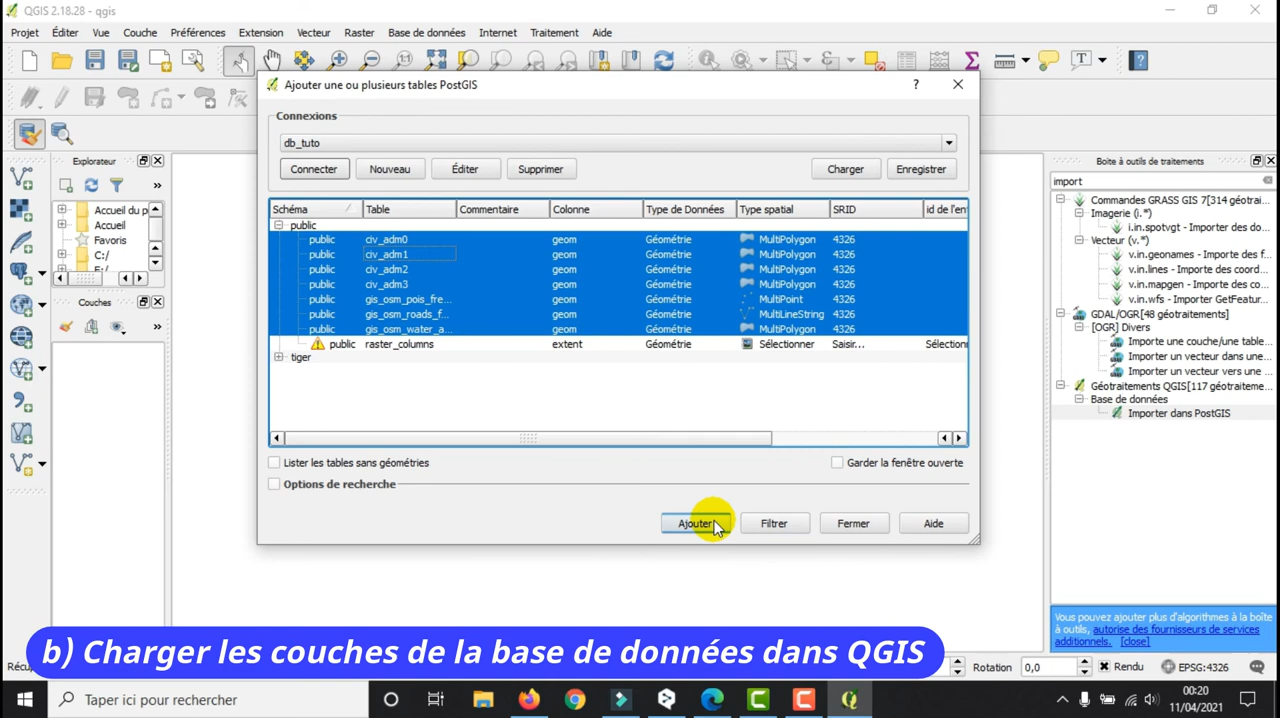 QGIS 2.18.28 - qgis
Projet Éditer Vue Couche Préférences Extension Vecteur Raster Base de données Internet Traitement Aide
Ajouter une ou plusieurs tables PostGIS
?
Connexions
db_tuto
Connecter Nouveau Éditer Supprimer Charger Enregistrer
Schéma Table Commentaire Colonne Type de Données Type spatial SRID id de l'ent
public
public civ_adm0 geom Géométrie MultiPolygon 4326
public civ_adm1 geom Géométrie MultiPolygon 4326
public civ_adm2 geom Géométrie MultiPolygon 4326
public civ_adm3 geom Géométrie MultiPolygon 4326
public gis_osm_pois_fre... geom Géométrie MultiPoint 4326
public gis_osm_roads_f... geom Géométrie MultiLineString 4326
public gis_osm_water_a... geom Géométrie MultiPolygon 4326
public raster_columns extent Géométrie Sélectionner Saisir... Sélectionn
tiger
Lister les tables sans géométries Garder la fenêtre ouverte
Options de recherche
Ajouter Filtrer Fermer Aide
Explorateur
»
Accueil du p
Accueil
Favoris
C:/
E:/
Couches
»
Boite à outils de traitements
import
Commandes GRASS GIS 7 [314 géotrai...
Imagerie (i.*)
i.in.spotvgt - Importer des do...
Vecteur (v.*)
v.in.geonames - Importe des f...
v.in.lines - Importer des coord...
v.in.mapgen - Importer des co...
v.in.wfs - Importer GetFeatur...
GDAL/OGR [48 géotraitements]
[OGR] Divers
Importe une couche/une table...
Importer un vecteur dans une...
Importer un vecteur vers une ...
Géotraitements QGIS [117 géotraiteme...
Base de données
Importer dans PostGIS
Vous pouvez ajouter plus d'algorithmes à la boîte
à outils, autorise des fournisseurs de services
additionnels. [close]
b) Charger les couches de la base de données dans QGIS
Récu
Rotation 0,0 Rendu EPSG:4326
Taper ici pour rechercher
00:20
11/04/2021